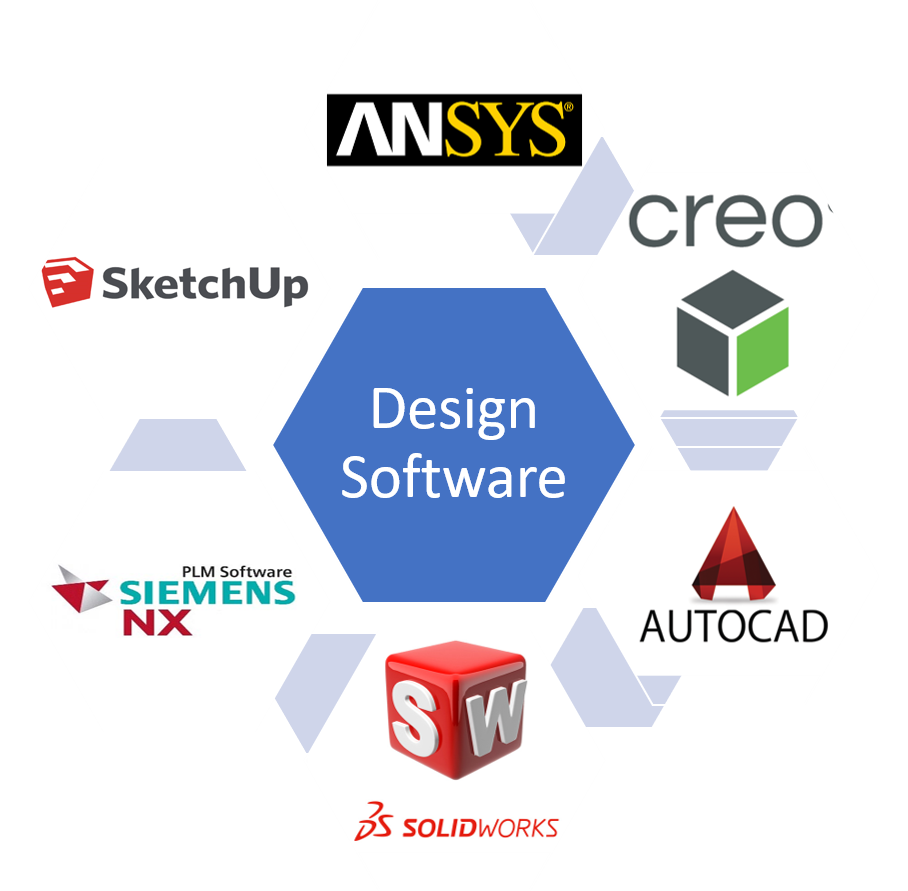 ANSYS®
creo
SketchUp
Design
Software
PLM Software
SIEMENS
NX
AUTOCAD
S W
SOLIDWORKS